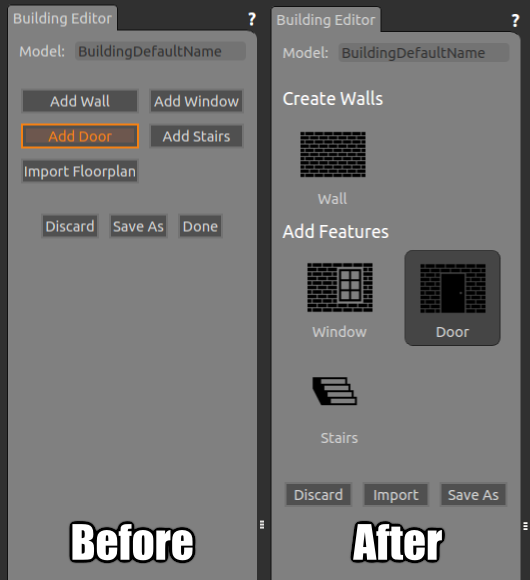 Building Editor ?
Model: BuildingDefaultName
Add Wall Add Window
Add Door Add Stairs
Import Floorplan
Discard Save As Done
Before
Building Editor ?
Model: BuildingDefaultName
Create Walls
Wall
Add Features
Window Door
Stairs
Discard Import Save As
After